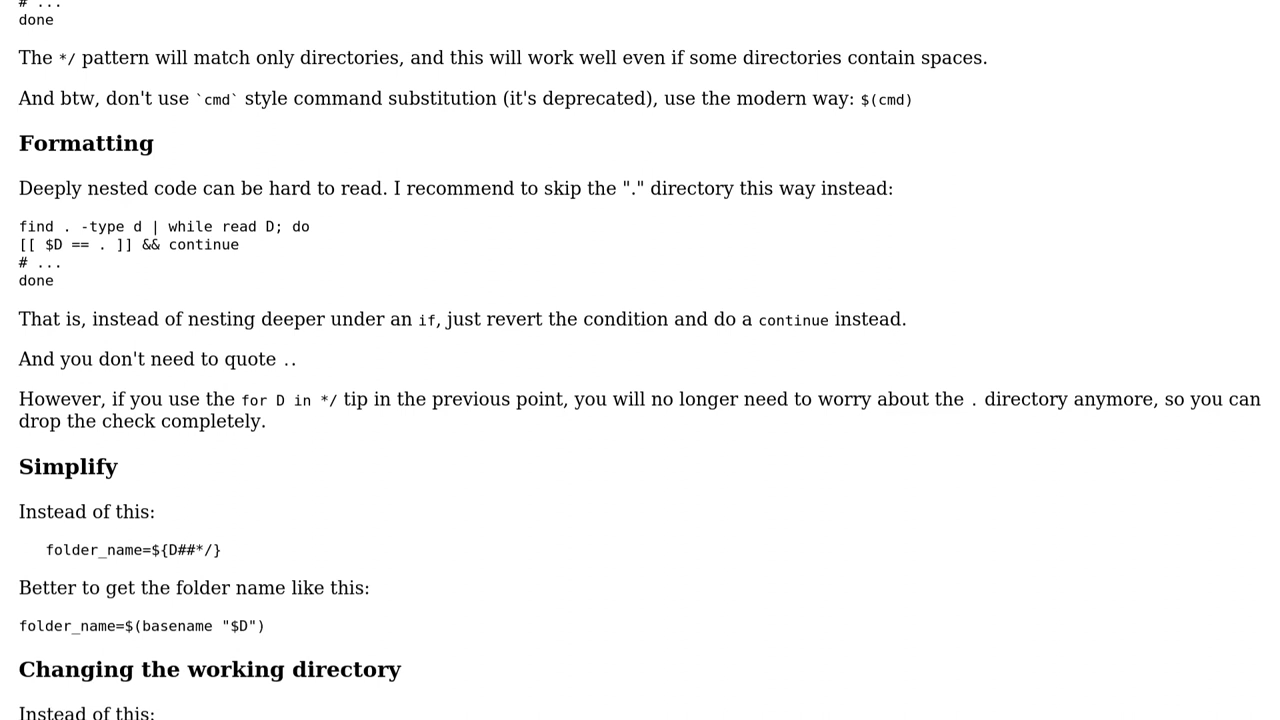 # ...
done
The */ pattern will match only directories, and this will work well even if some directories contain spaces.
And btw, don't use `cmd` style command substitution (it's deprecated), use the modern way: $(cmd)
Formatting
Deeply nested code can be hard to read. I recommend to skip the "." directory this way instead:
find . -type d | while read D; do
[[ $D == . ]] && continue
# ...
done
That is, instead of nesting deeper under an if, just revert the condition and do a continue instead.
And you don't need to quote ..
However, if you use the for D in */ tip in the previous point, you will no longer need to worry about the . directory anymore, so you can
drop the check completely.
Simplify
Instead of this:
folder_name=${D##*/}
Better to get the folder name like this:
folder_name=$(basename "$D")
Changing the working directory
Instead of this: